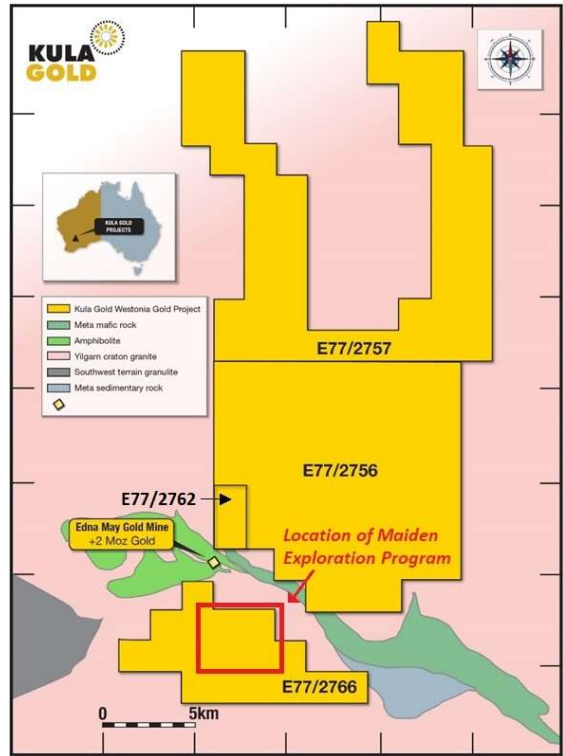 KULA
GOLD
KULA GOLD
PROJECTS
Kula Gold Westonia Gold Project
Meta mafic rock
Amphibolite
Yilgarn craton granite
Southwest terrain granulite
Meta sedimentary rock
E77/2757
E77/2756
E77/2762
Edna May Gold Mine
+2 Moz Gold
Location of Maiden
Exploration Program
E77/2766
0 5km